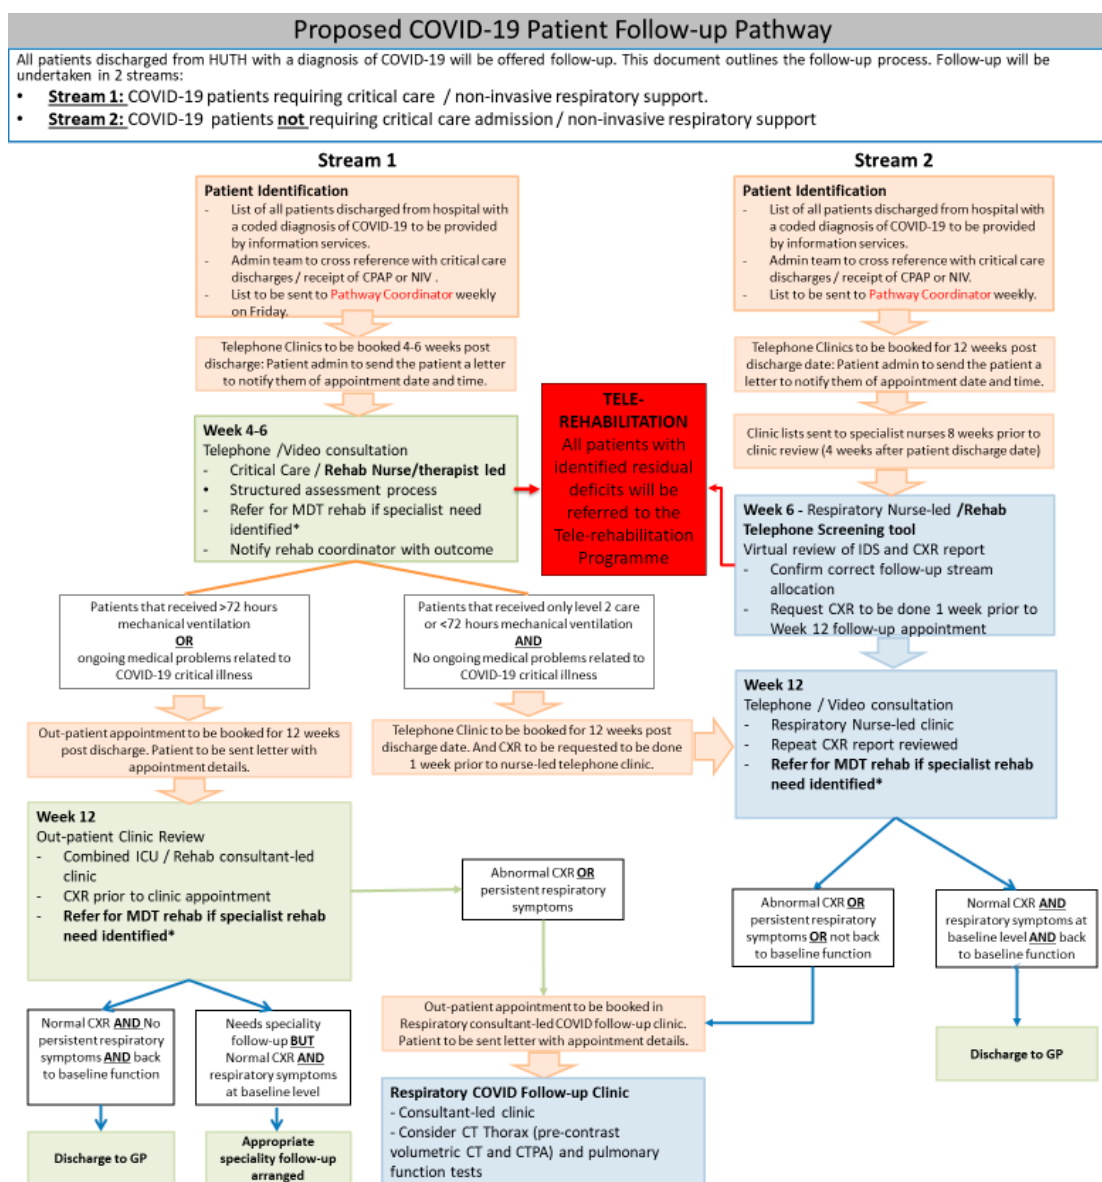 Proposed COVID-19 Patient Follow-up Pathway
All patients discharged from HUTH with a diagnosis of COVID-19 will be offered follow-up. This document outlines the follow-up process. Follow-up will be
undertaken in 2 streams:
• Stream 1: COVID-19 patients requiring critical care / non-invasive respiratory support.
• Stream 2: COVID-19 patients not requiring critical care admission / non-invasive respiratory support
Stream 1
Patient Identification
- List of all patients discharged from hospital with
a coded diagnosis of COVID-19 to be provided
by information services.
- Admin team to cross reference with critical care
discharges / receipt of CPAP or NIV .
- List to be sent to Pathway Coordinator weekly
on Friday.
Telephone Clinics to be booked 4-6 weeks post
discharge: Patient admin to send the patient a letter
to notify them of appointment date and time.
Week 4-6
Telephone /Video consultation
- Critical Care / Rehab Nurse/therapist led
• Structured assessment process
- Refer for MDT rehab if specialist need
identified*
- Notify rehab coordinator with outcome
TELE-
REHABILITATION
All patients with
identified residual
deficits will be
referred to the
Tele-rehabilitation
Programme
Stream 2
Patient Identification
- List of all patients discharged from hospital with
a coded diagnosis of COVID-19 to be provided
by information services.
- Admin team to cross reference with critical care
discharges / receipt of CPAP or NIV.
- List to be sent to Pathway Coordinator weekly.
Telephone Clinics to be booked for 12 weeks post
discharge date: Patient admin to send the patient a
letter to notify them of appointment date and time.
Clinic lists sent to specialist nurses 8 weeks prior to
clinic review (4 weeks after patient discharge date)
Week 6 - Respiratory Nurse-led /Rehab
Telephone Screening tool
Virtual review of IDS and CXR report
- Confirm correct follow-up stream
allocation
- Request CXR to be done 1 week prior to
Week 12 follow-up appointment
Patients that received >72 hours
mechanical ventilation
OR
ongoing medical problems related to
COVID-19 critical illness
Patients that received only level 2 care
or <72 hours mechanical ventilation
AND
No ongoing medical problems related to
COVID-19 critical illness
Out-patient appointment to be booked for 12 weeks
post discharge. Patient to be sent letter with
appointment details.
Telephone Clinic to be booked for 12 weeks post
discharge date. And CXR to be requested to be done
1 week prior to nurse-led telephone clinic.
Week 12
Telephone / Video consultation
- Respiratory Nurse-led clinic
- Repeat CXR report reviewed
- Refer for MDT rehab if specialist rehab
need identified*
Week 12
Out-patient Clinic Review
- Combined ICU / Rehab consultant-led
clinic
- CXR prior to clinic appointment
- Refer for MDT rehab if specialist rehab
need identified*
Abnormal CXR OR
persistent respiratory
symptoms
Abnormal CXR OR
persistent respiratory
symptoms OR not back
to baseline function
Normal CXR AND
respiratory symptoms at
baseline level AND back
to baseline function
Normal CXR AND No
persistent respiratory
symptoms AND back
to baseline function
Needs speciality
follow-up BUT
Normal CXR AND
respiratory symptoms
at baseline level
Out-patient appointment to be booked in
Respiratory consultant-led COVID follow-up clinic.
Patient to be sent letter with appointment details.
Discharge to GP
Discharge to GP
Appropriate
speciality follow-up
arranged
Respiratory COVID Follow-up Clinic
- Consultant-led clinic
- Consider CT Thorax (pre-contrast
volumetric CT and CTPA) and pulmonary
function tests